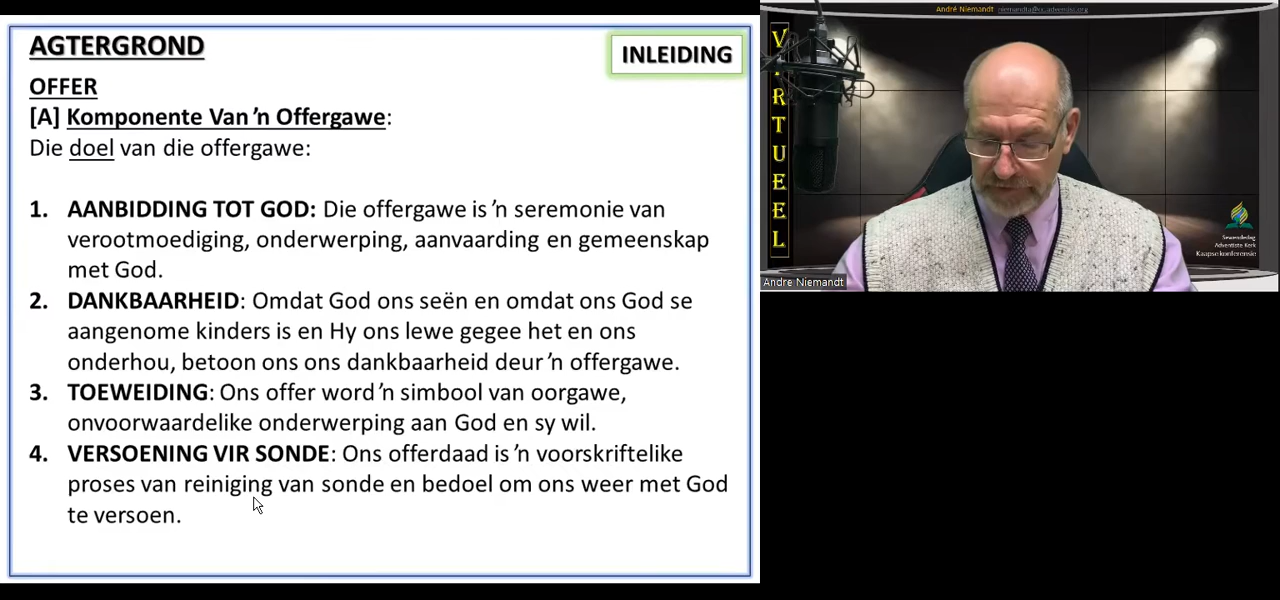 AGTERGROND
INLEIDING
OFFER
[A] Komponente Van ’n Offergawe:
Die doel van die offergawe:
1. AANBIDDING TOT GOD: Die offergawe is ’n seremonie van
verootmoediging, onderwerping, aanvaarding en gemeenskap
met God.
2. DANKBAARHEID: Omdat God ons seën en omdat ons God se
aangenome kinders is en Hy ons lewe gegee het en ons
onderhou, betoon ons ons dankbaarheid deur ’n offergawe.
3. TOEWEIDING: Ons offer word ’n simbool van oorgawe,
onvoorwaardelike onderwerping aan God en sy wil.
4. VERSOENING VIR SONDE: Ons offerdaad is ’n voorskriftelike
proses van reiniging van sonde en bedoel om ons weer met God
te versoen.
André Niemandt
VIRTUEEL
Sewendedag
Adventiste Kerk
Kaapse konferensie
Andre Niemandt